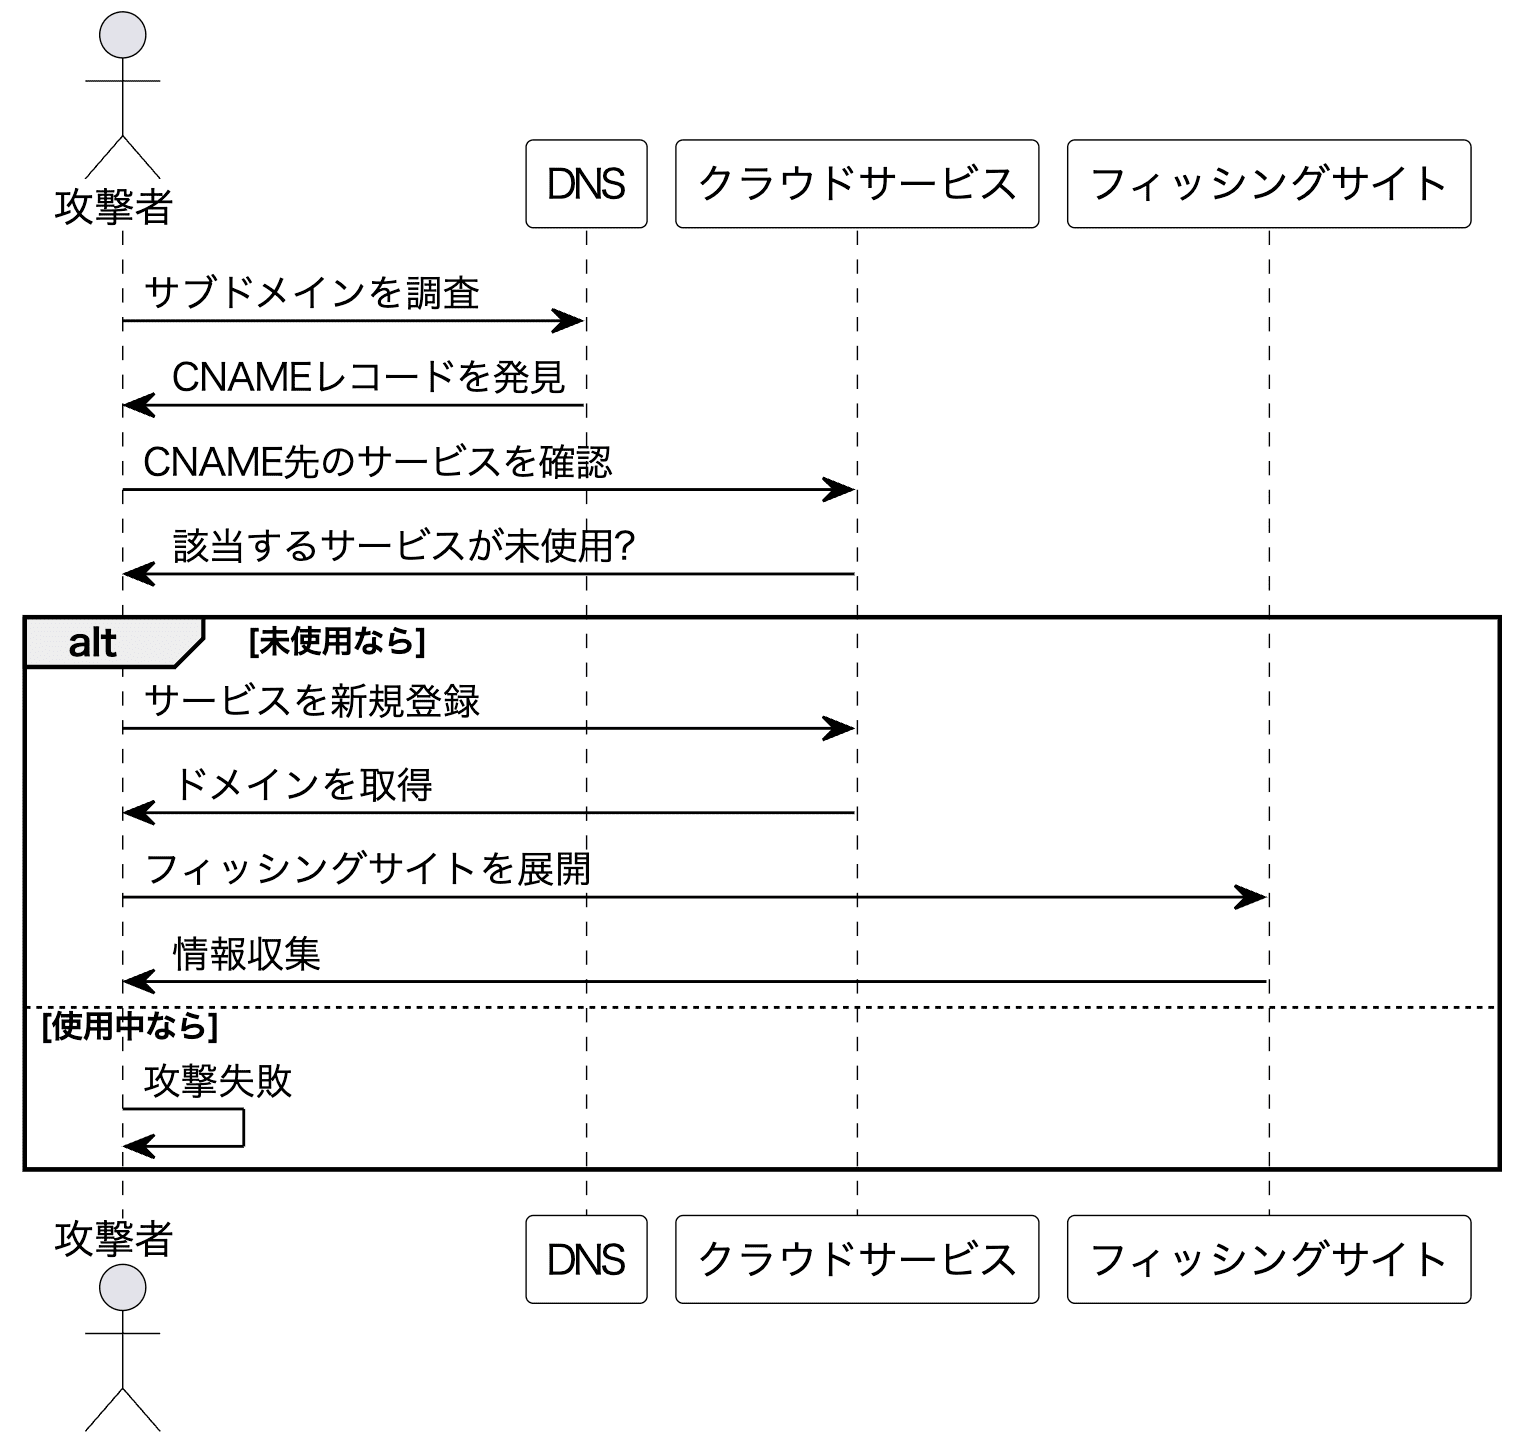 攻撃者
DNS
クラウドサービス
フィッシングサイト
サブドメインを調査
CNAMEレコードを発見
CNAME先のサービスを確認
該当するサービスが未使用?
alt
[未使用なら]
サービスを新規登録
ドメインを取得
フィッシングサイトを展開
情報収集
[使用中なら]
攻撃失敗
攻撃者
DNS
クラウドサービス
フィッシングサイト